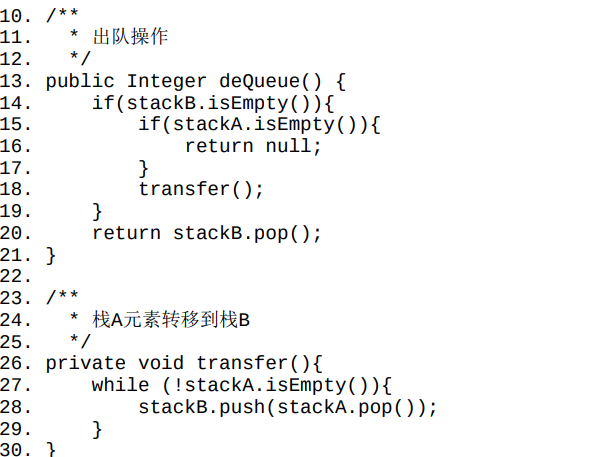 10. /**
11.   * 出队操作
12.   */
13. public Integer deQueue() {
14.     if(stackB.isEmpty()){
15.         if(stackA.isEmpty()){
16.             return null;
17.         }
18.         transfer();
19.     }
20.     return stackB.pop();
21. }
22.
23. /**
24.   * 栈A元素转移到栈B
25.   */
26. private void transfer(){
27.     while (!stackA.isEmpty()){
28.         stackB.push(stackA.pop());
29.     }
30. }